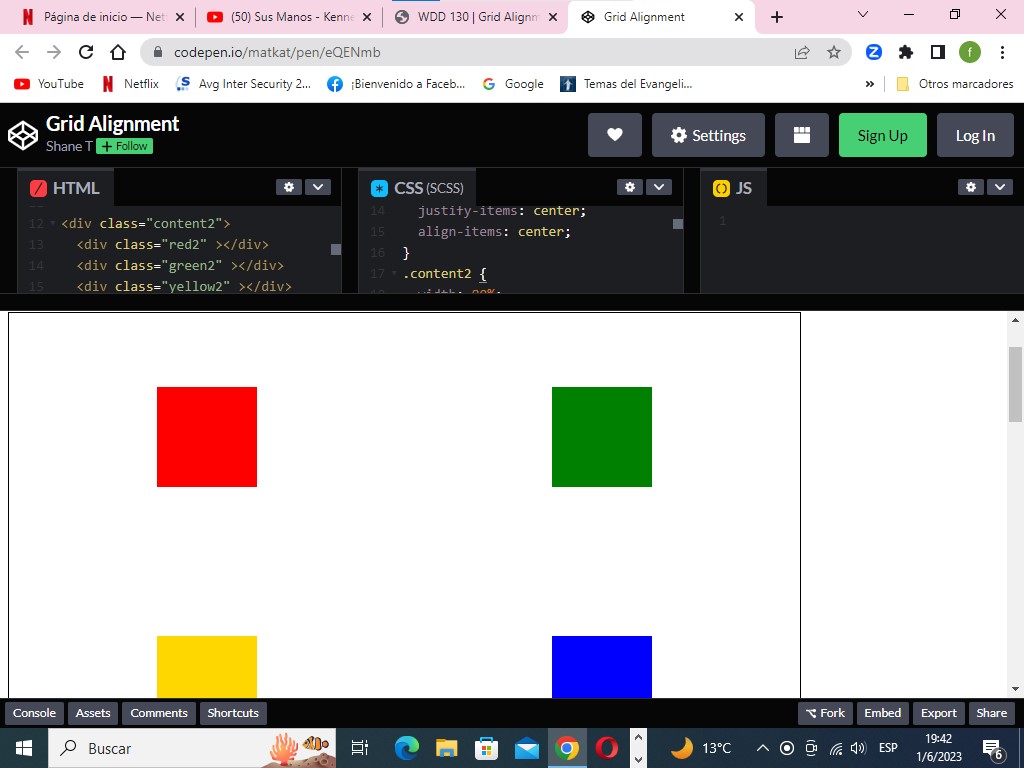 Página de inicio — Net
(50) Sus Manos - Kenne
WDD 130 | Grid Alignm
Grid Alignment
codepen.io/matkat/pen/eQENmb
f
YouTube
Netflix
Avg Inter Security 2...
¡Bienvenido a Faceb...
Google
Temas del Evangeli...
»
Otros marcadores
Grid Alignment
Shane T
+ Follow
Settings
Sign Up
Log In
HTML
CSS (SCSS)
JS
12 <div class="content2">
13 <div class="red2" ></div>
14 <div class="green2" ></div>
15 <div class="yellow2" ></div>
14 justify-items: center;
15 align-items: center;
16 }
17 .content2 {
width: 80%;
1
Console
Assets
Comments
Shortcuts
Fork
Embed
Export
Share
Buscar
13°C
ESP
19:42
1/6/2023
6